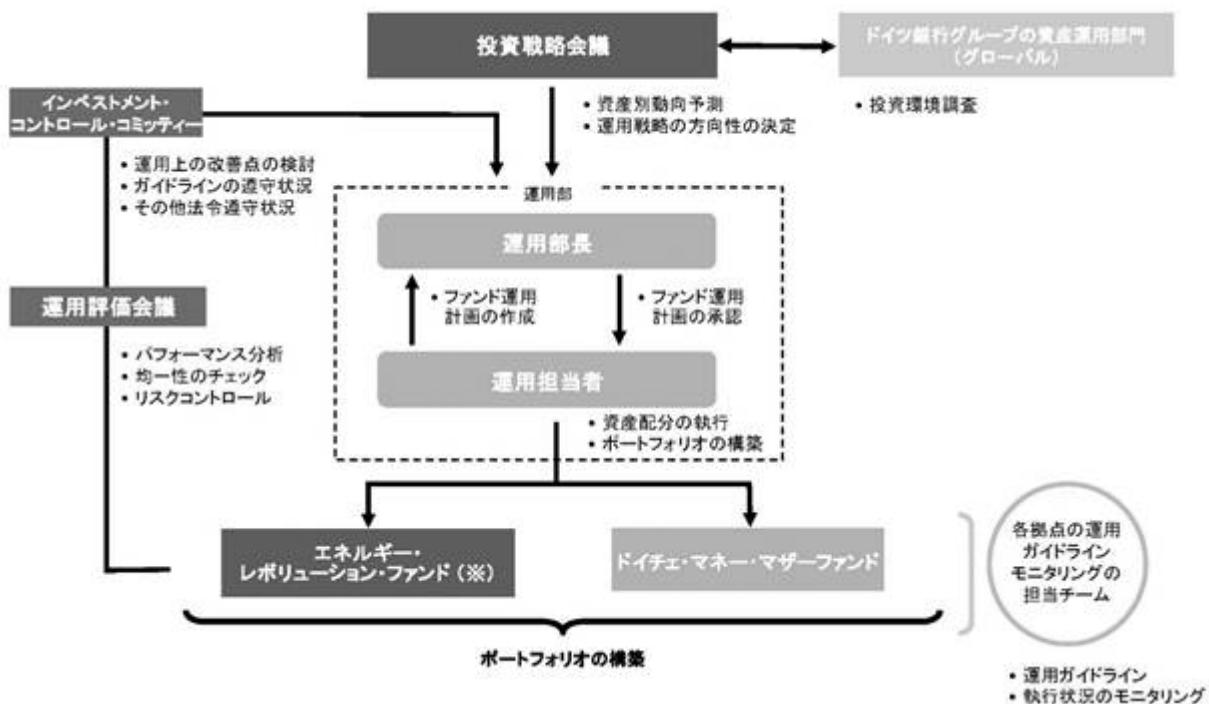 投資戦略会議
ドイツ銀行グループの資産運用部門
(グローバル)
• 資産別動向予測
• 運用戦略の方向性の決定
• 投資環境調査
インベストメント・
コントロール・コミッティー
• 運用上の改善点の検討
• ガイドラインの遵守状況
• その他法令遵守状況
運用部
運用部長
• ファンド運用
計画の作成
• ファンド運用
計画の承認
運用評価会議
• パフォーマンス分析
• 均一性のチェック
• リスクコントロール
運用担当者
• 資産配分の執行
• ポートフォリオの構築
エネルギー・
レボリューション・ファンド(※)
ドイチェ・マネー・マザーファンド
各拠点の運用
ガイドライン
モニタリングの
担当チーム
ポートフォリオの構築
• 運用ガイドライン
• 執行状況のモニタリング